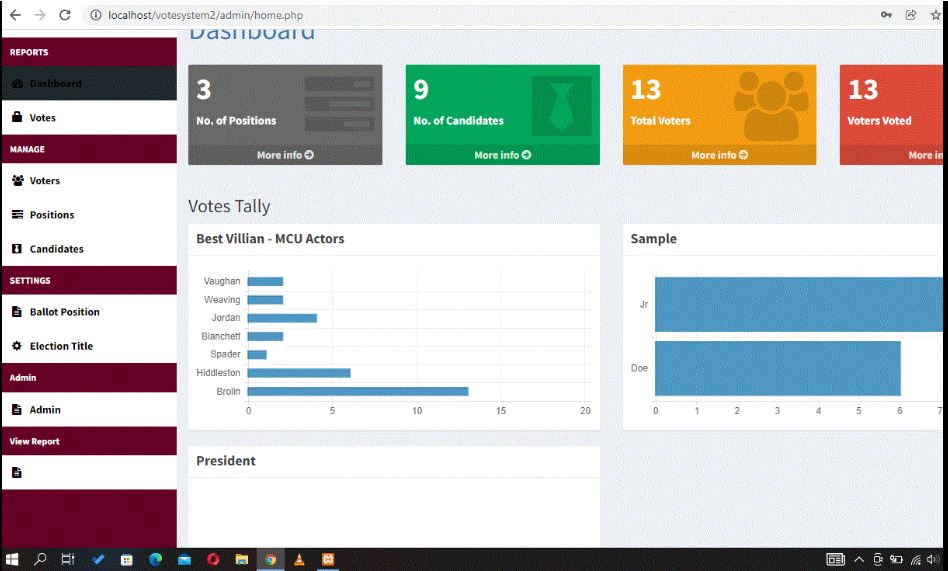 localhost/votesystem2/admin/home.php
Dashboard
REPORTS
Dashboard
Votes
MANAGE
Voters
Positions
Candidates
SETTINGS
Ballot Position
Election Title
Admin
Admin
View Report
3
No. of Positions
More info
9
No. of Candidates
More info
13
Total Voters
More info
13
Voters Voted
More in
Votes Tally
Best Villian - MCU Actors
Vaughan
Weaving
Jordan
Blanchett
Spader
Hiddleston
Brolin
0 5 10 15 20
Sample
Jr
Doe
0 1 2 3 4 5 6 7
President